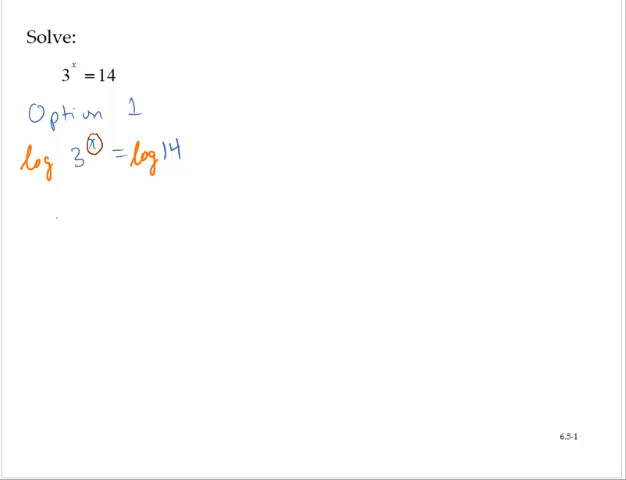 Solve:
3^x = 14
Option 1
log 3^x = log 14
6.5-1